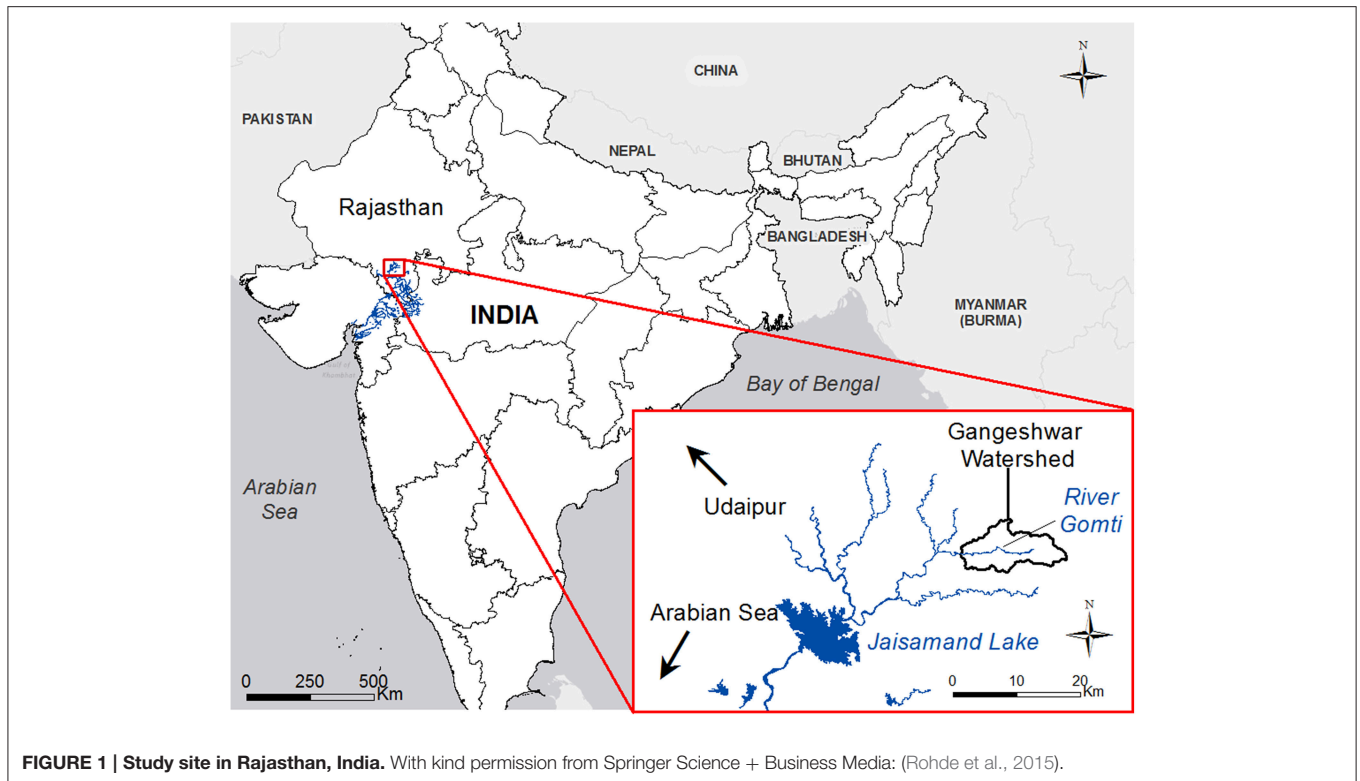 N
CHINA
PAKISTAN
NEPAL
BHUTAN
Rajasthan
BANGLADESH
INDIA
MYANMAR
(BURMA)
Bay of Bengal
Arabian
Sea
Gangeshwar
Watershed
River
Gomti
Udaipur
Arabian Sea
N
Jaisamand Lake
0 250 500
Km
0 10 20
Km
FIGURE 1 | Study site in Rajasthan, India. With kind permission from Springer Science + Business Media: (Rohde et al., 2015).